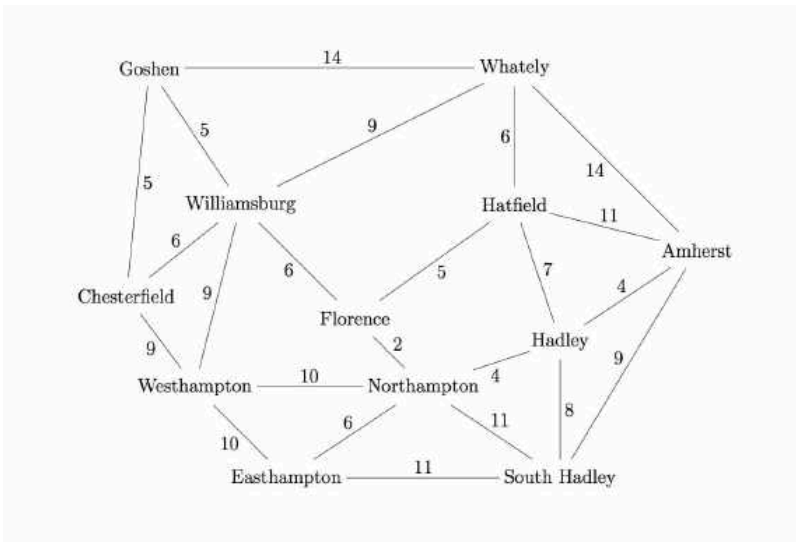 14
Goshen Whately
5 9 6
5 14
Williamsburg Hatfield 11
6 Amherst
6 5 7 4
9
Chesterfield
Florence
Hadley
9 2 9
10 4
Westhampton Northampton
8
6 11
10
11
Easthampton South Hadley